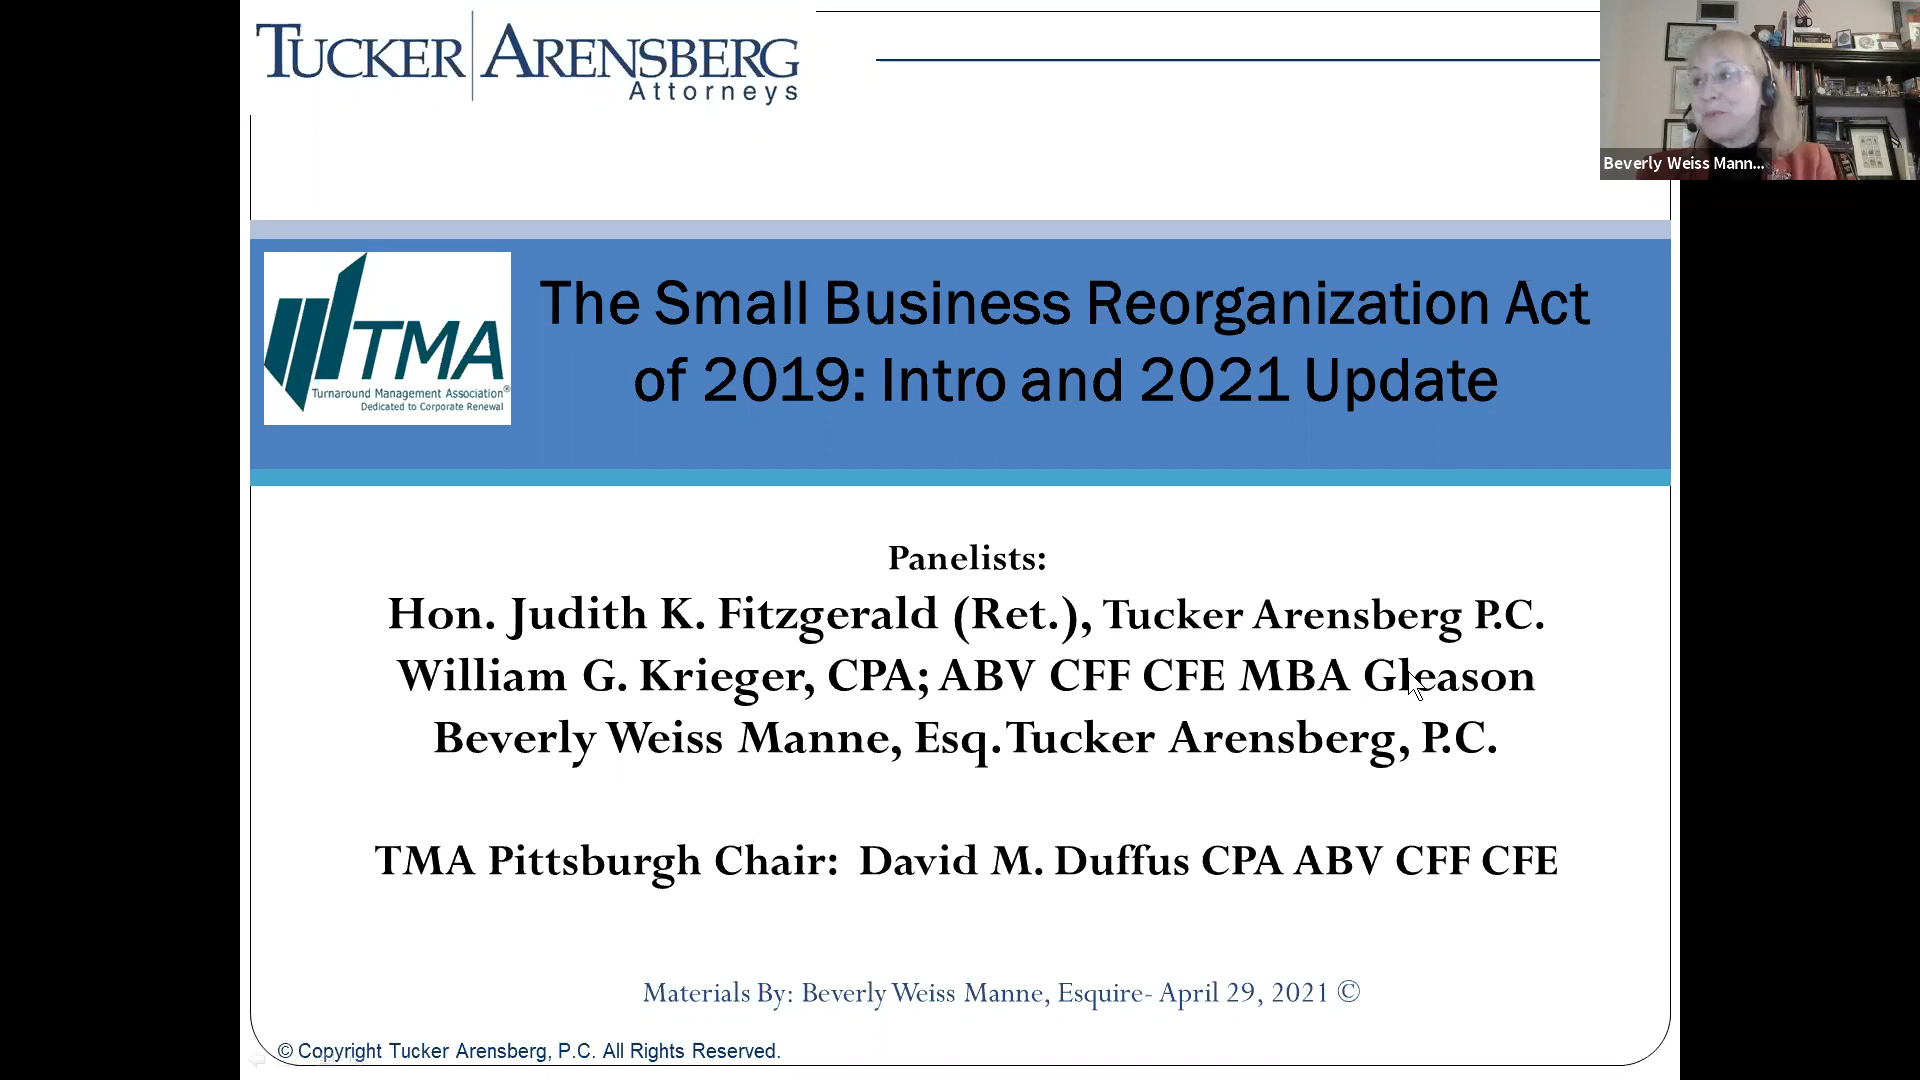 TUCKER ARENSBERG
Attorneys
Beverly Weiss Mann...
TMA
Turnaround Management Association®
Dedicated to Corporate Renewal
The Small Business Reorganization Act
of 2019: Intro and 2021 Update
Panelists:
Hon. Judith K. Fitzgerald (Ret.), Tucker Arensberg P.C.
William G. Krieger, CPA; ABV CFF CFE MBA Gleason
Beverly Weiss Manne, Esq. Tucker Arensberg, P.C.
TMA Pittsburgh Chair: David M. Duffus CPA ABV CFF CFE
Materials By: Beverly Weiss Manne, Esquire- April 29, 2021 ©
© Copyright Tucker Arensberg, P.C. All Rights Reserved.